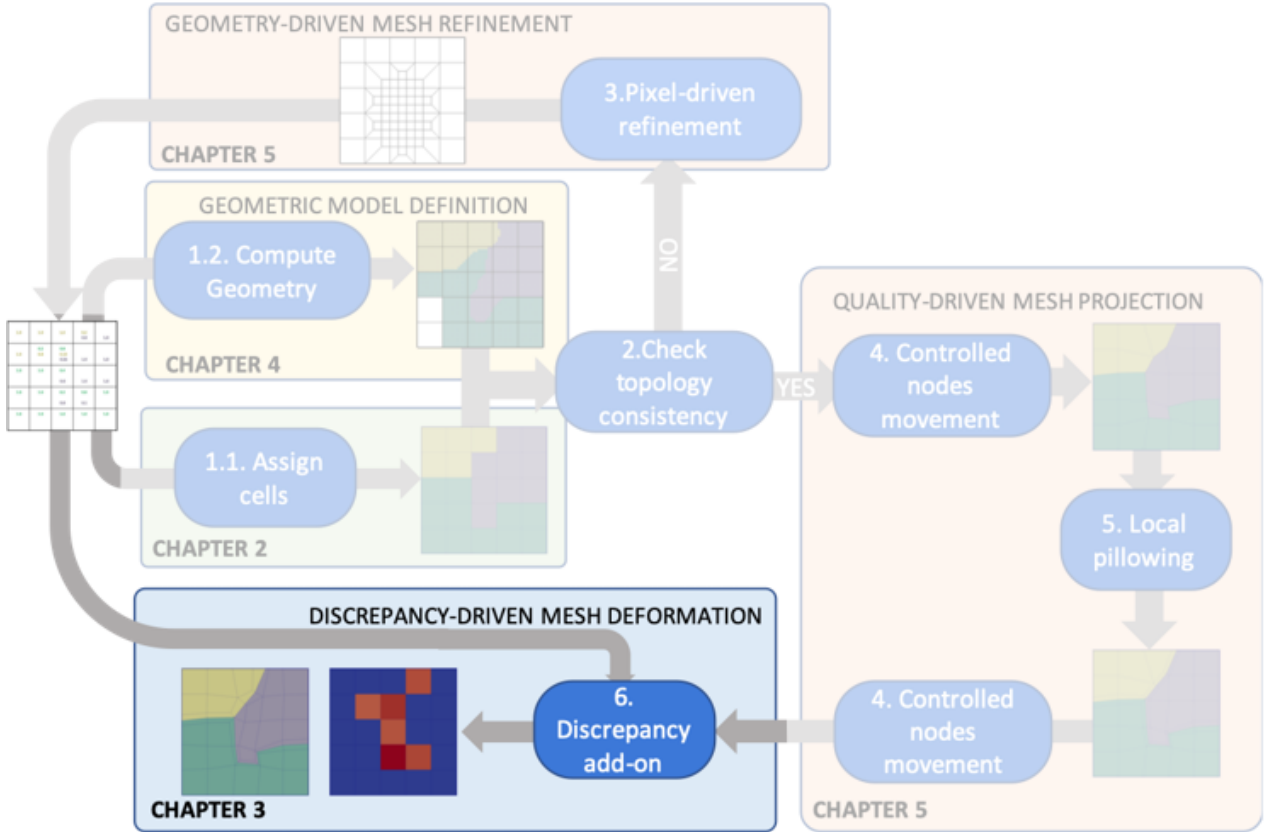 GEOMETRY-DRIVEN MESH REFINEMENT
3.Pixel-driven
refinement
CHAPTER 5
GEOMETRIC MODEL DEFINITION
1.2. Compute
Geometry
CHAPTER 4
NO
2.Check
topology
consistency
YES
1.1. Assign
cells
CHAPTER 2
QUALITY-DRIVEN MESH PROJECTION
4. Controlled
nodes
movement
5. Local
pillowing
4. Controlled
nodes
movement
CHAPTER 5
DISCREPANCY-DRIVEN MESH DEFORMATION
6.
Discrepancy
add-on
CHAPTER 3